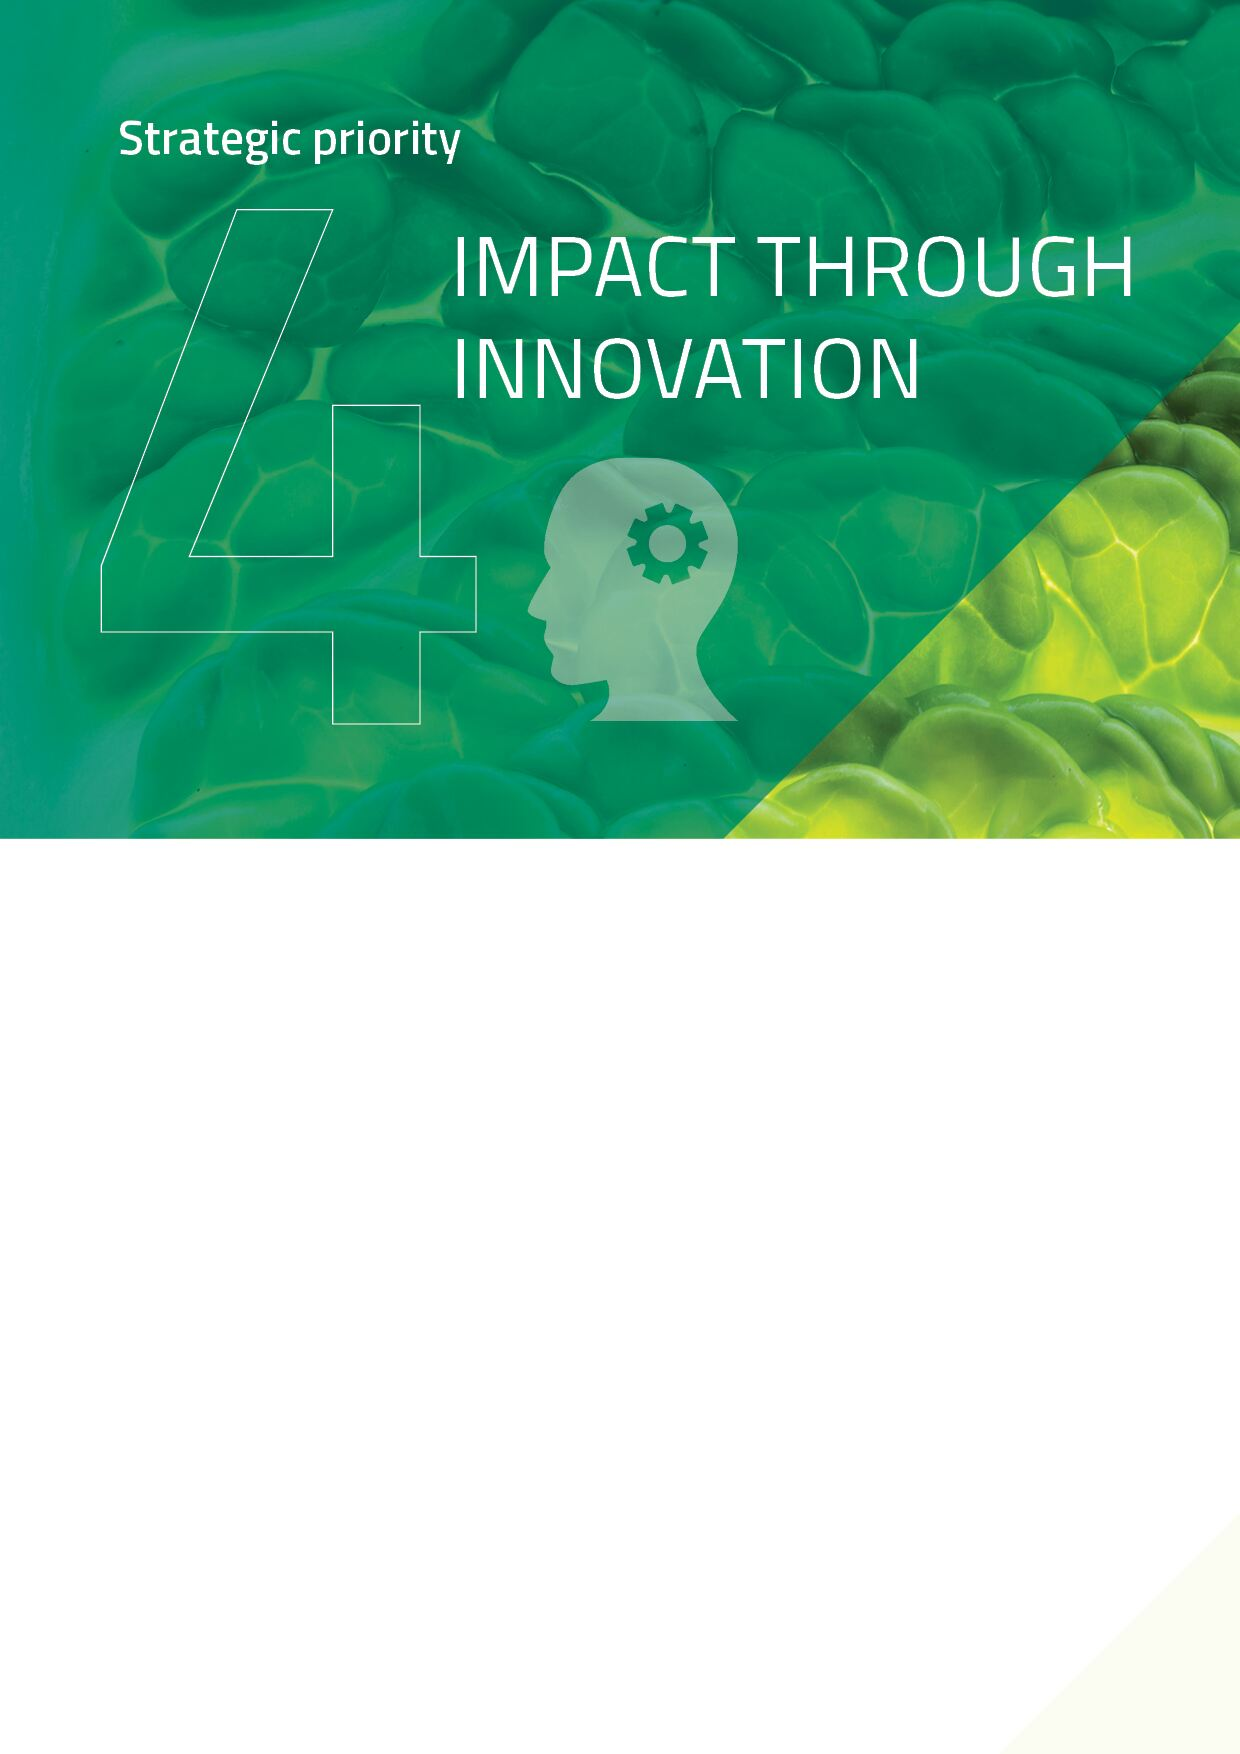 Strategic priority
4
IMPACT THROUGH
INNOVATION